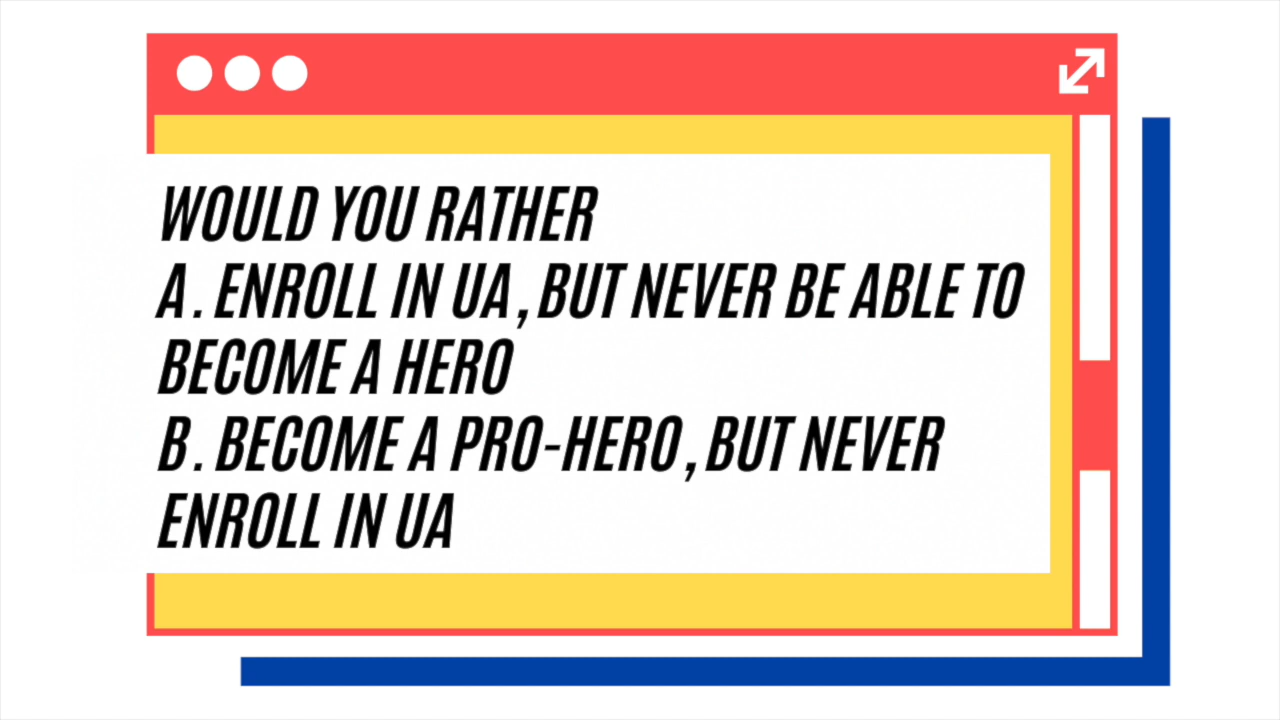 WOULD YOU RATHER
A. ENROLL IN UA, BUT NEVER BE ABLE TO
BECOME A HERO
B. BECOME A PRO-HERO, BUT NEVER
ENROLL IN UA